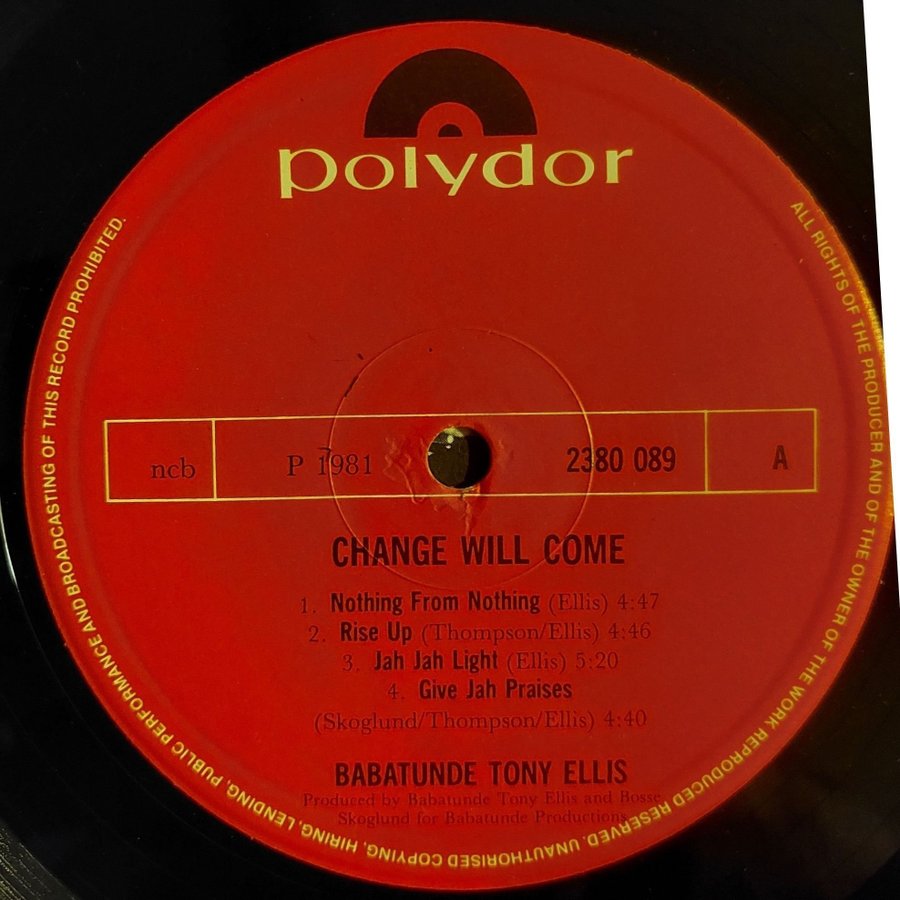 polydor
ALL RIGHTS OF THE PRODUCER AND OF THE OWNER OF THE WORK REPRODUCED RESERVED. UNAUTHORISED COPYING, HIRING, LENDING, PUBLIC PERFORMANCE AND BROADCASTING OF THIS RECORD PROHIBITED.
ncb P 1981 2380 089 A
CHANGE WILL COME
1. Nothing From Nothing (Ellis) 4:47
2. Rise Up (Thompson/Ellis) 4:46
3. Jah Jah Light (Ellis) 5:20
4. Give Jah Praises
(Skoglund/Thompson/Ellis) 4:40
BABATUNDE TONY ELLIS
Produced by Babatunde Tony Ellis and Bosse
Skoglund for Babatunde Productions.